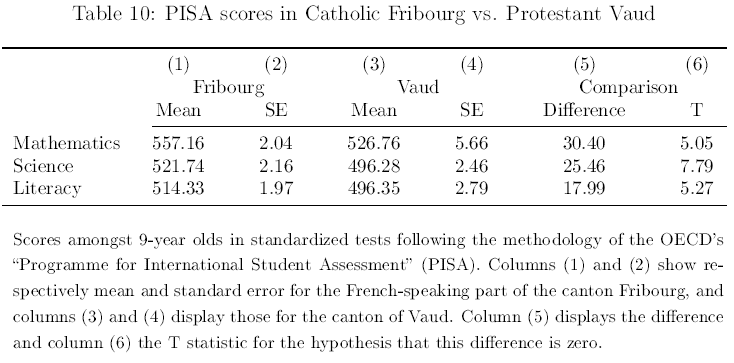 Table 10: PISA scores in Catholic Fribourg vs. Protestant Vaud
(1) (2) (3) (4) (5) (6)
Fribourg Vaud Comparison
Mean SE Mean SE Difference T
Mathematics 557.16 2.04 526.76 5.66 30.40 5.05
Science 521.74 2.16 496.28 2.46 25.46 7.79
Literacy 514.33 1.97 496.35 2.79 17.99 5.27
Scores amongst 9-year olds in standardized tests following the methodology of the OECD's
“Programme for International Student Assessment” (PISA). Columns (1) and (2) show re-
spectively mean and standard error for the French-speaking part of the canton Fribourg, and
columns (3) and (4) display those for the canton of Vaud. Column (5) displays the difference
and column (6) the T statistic for the hypothesis that this difference is zero.